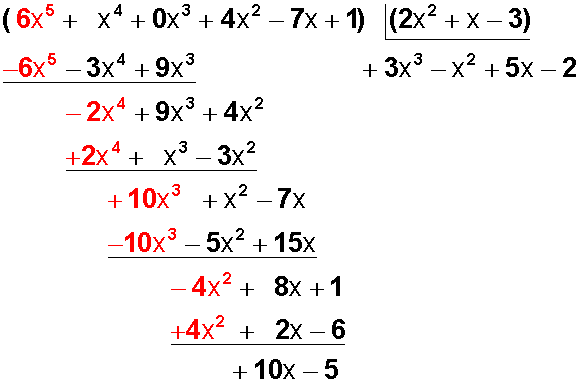 ( 6x⁵ + x⁴ + 0x³ + 4x² − 7x + 1) (2x² + x − 3)
−6x⁵ − 3x⁴ + 9x³ + 3x³ − x² + 5x − 2
− 2x⁴ + 9x³ + 4x²
+2x⁴ + x³ − 3x²
+ 10x³ + x² − 7x
−10x³ − 5x² + 15x
− 4x² + 8x + 1
+4x² + 2x − 6
+ 10x − 5